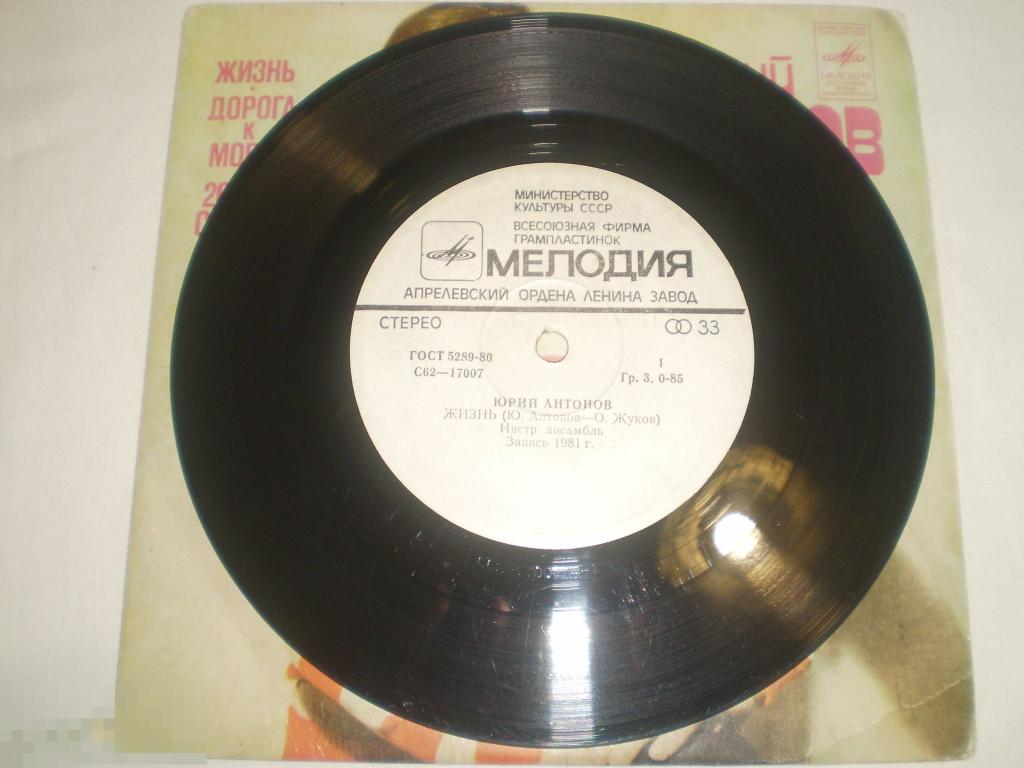 ЖИЗНЬ
ДОРОГА
К
МЕЛОДИЯ
ОВ
МИНИСТЕРСТВО
КУЛЬТУРЫ СССР
ВСЕСОЮЗНАЯ ФИРМА
ГРАМПЛАСТИНОК
МЕЛОДИЯ
АПРЕЛЕВСКИЙ ОРДЕНА ЛЕНИНА ЗАВОД
СТЕРЕО 33
ГОСТ 5289-80 1
С62—17007 Гр. 3. 0-85
ЮРИЙ АНТОНОВ
ЖИЗНЬ (Ю. Антонов—О. Жуков)
Инстр. ансамбль
Запись 1981 г.